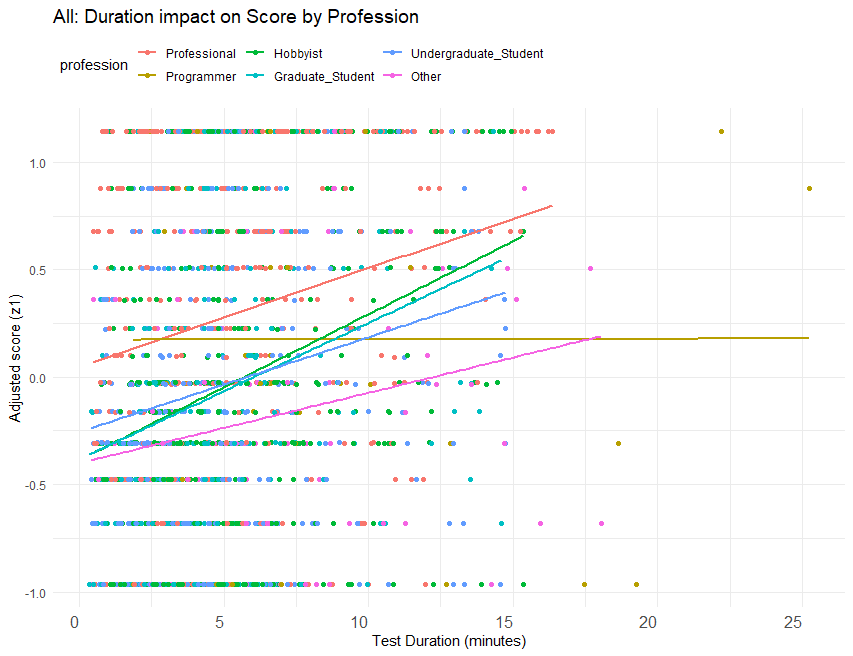 All: Duration impact on Score by Profession
profession
Professional Hobbyist Undergraduate_Student
Programmer Graduate_Student Other
1.0
0.5
0.0
-0.5
-1.0
Adjusted score (z1)
0 5 10 15 20 25
Test Duration (minutes)